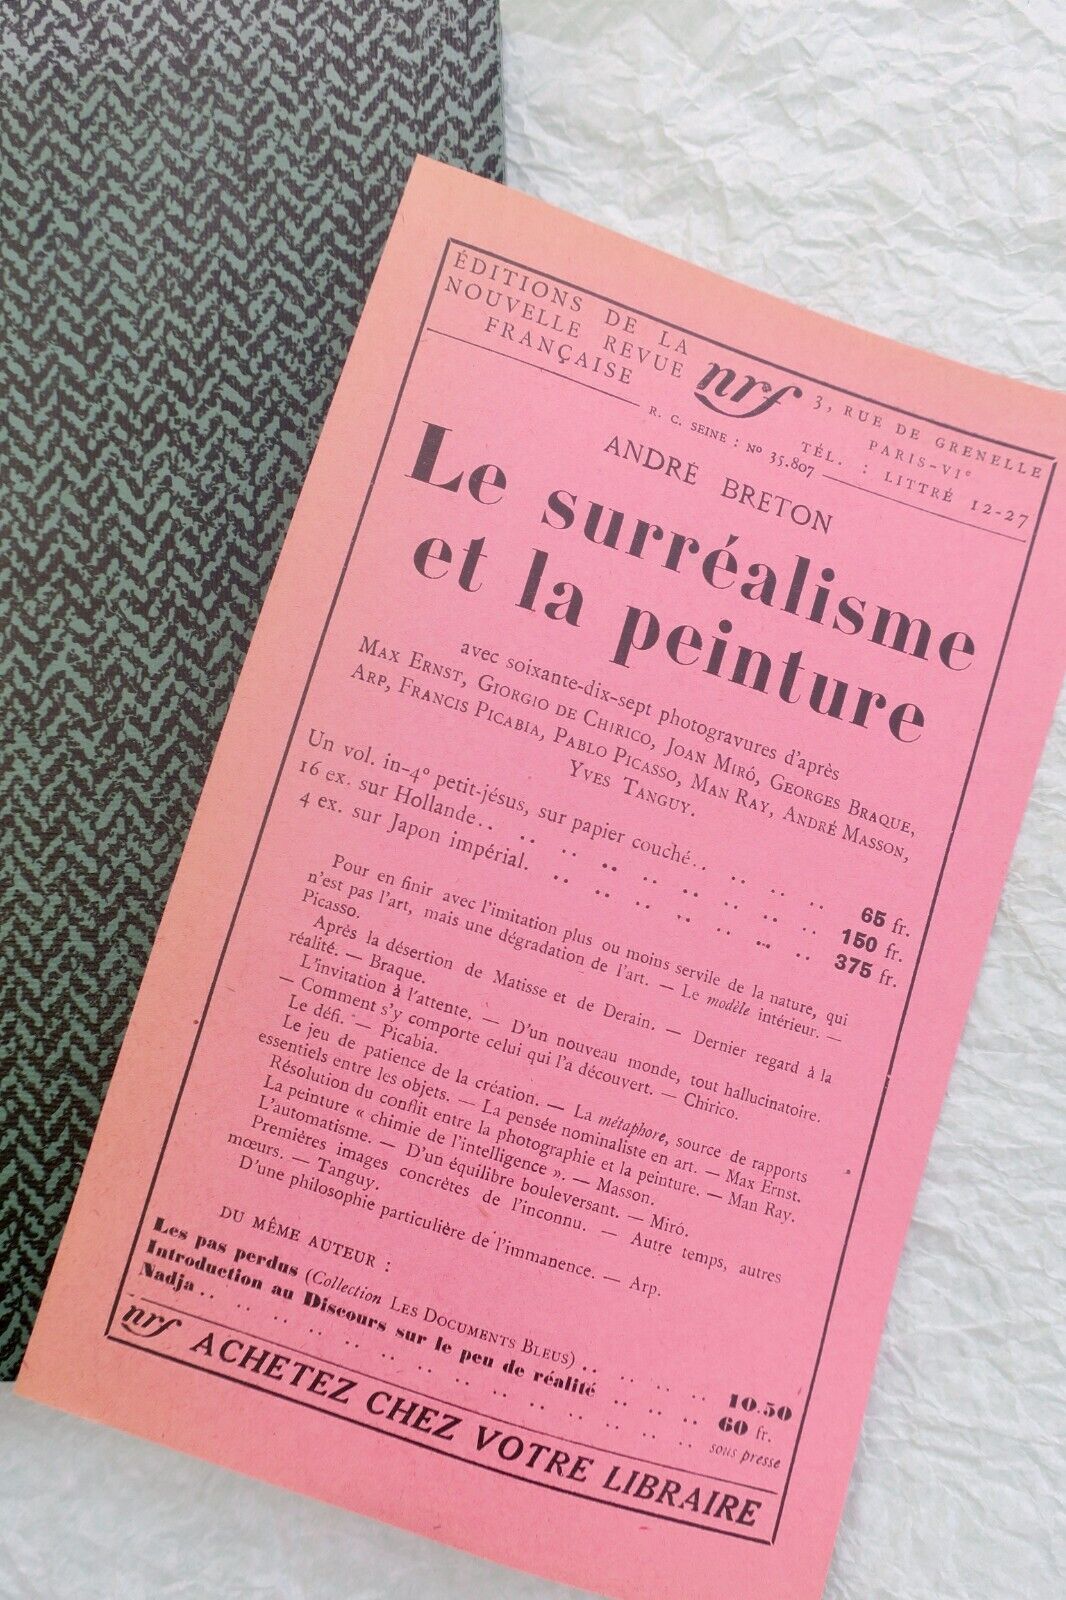 ÉDITIONS DE LA
NOUVELLE REVUE
FRANÇAISE
nrf
3, RUE DE GRENELLE
PARIS-VIe
TÉL. : LITTRÉ 12-27
R. C. SEINE : No 35.807
ANDRÉ BRETON
Le surréalisme
et la peinture
avec soixante-dix-sept photogravures d'après
MAX ERNST, GIORGIO DE CHIRICO, JOAN MIRÓ, GEORGES BRAQUE,
ARP, FRANCIS PICABIA, PABLO PICASSO, MAN RAY, ANDRÉ MASSON,
YVES TANGUY.
Un vol. in-4° petit-jésus, sur papier couché.. .. .. .. .. 65 fr.
16 ex. sur Hollande.. .. .. .. .. .. .. .. .. 150 fr.
4 ex. sur Japon impérial. .. .. .. .. .. .. .. 375 fr.
Pour en finir avec l'imitation plus ou moins servile de la nature, qui
n'est pas l'art, mais une dégradation de l'art. — Le modèle intérieur. —
Picasso.
Après la désertion de Matisse et de Derain. — Dernier regard à la
réalité. — Braque.
L'invitation à l'attente. — D'un nouveau monde, tout hallucinatoire.
— Comment s'y comporte celui qui l'a découvert. — Chirico.
Le défi. — Picabia.
Le jeu de patience de la création. — La métaphore, source de rapports
essentiels entre les objets. — La pensée nominaliste en art. — Max Ernst.
Résolution du conflit entre la photographie et la peinture. — Man Ray.
La peinture « chimie de l'intelligence ». — Masson.
L'automatisme. — D'un équilibre bouleversant. — Miró.
Premières images concrètes de l'inconnu. — Autre temps, autres
mœurs. — Tanguy.
D'une philosophie particulière de l'immanence. — Arp.
DU MÊME AUTEUR :
Les pas perdus (Collection LES DOCUMENTS BLEUS) .. .. .. .. 10.50
Introduction au Discours sur le peu de réalité .. .. .. 60 fr.
Nadja.. .. .. .. .. .. .. .. .. .. .. sous presse
nrf ACHETEZ CHEZ VOTRE LIBRAIRE